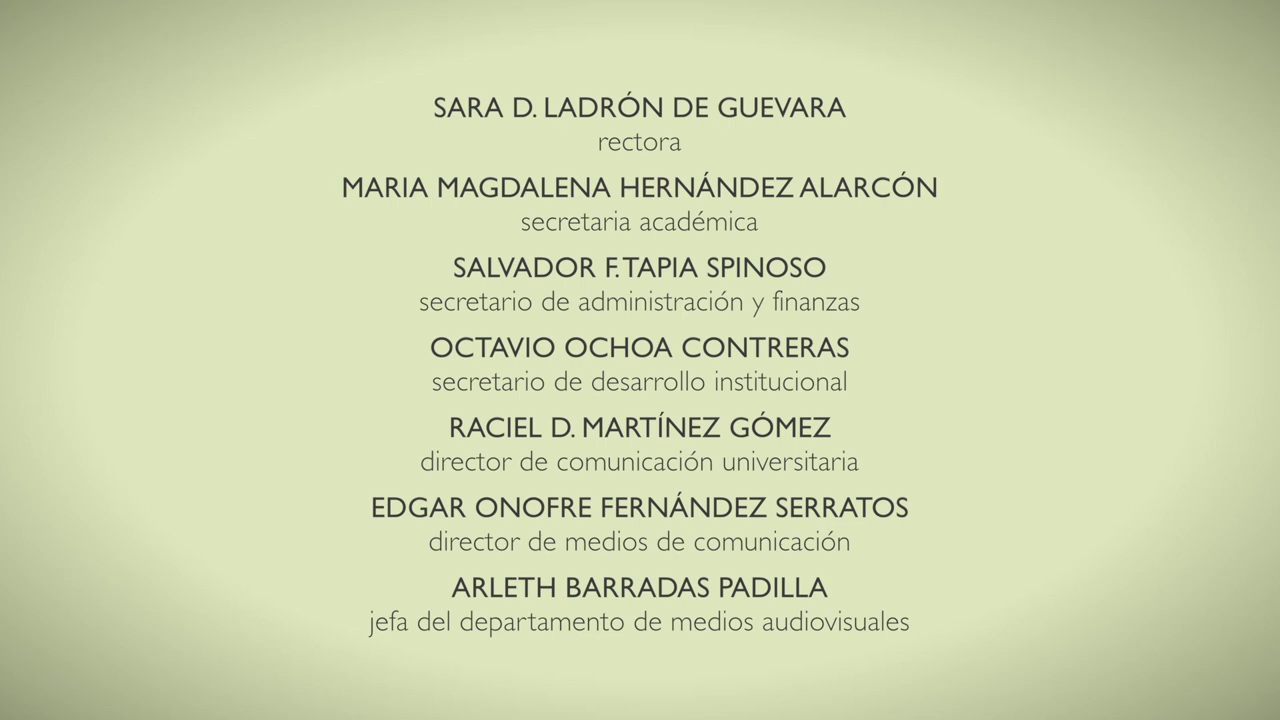 SARA D. LADRÓN DE GUEVARA
rectora
MARIA MAGDALENA HERNÁNDEZ ALARCÓN
secretaria académica
SALVADOR F. TAPIA SPINOSO
secretario de administración y finanzas
OCTAVIO OCHOA CONTRERAS
secretario de desarrollo institucional
RACIEL D. MARTÍNEZ GÓMEZ
director de comunicación universitaria
EDGAR ONOFRE FERNÁNDEZ SERRATOS
director de medios de comunicación
ARLETH BARRADAS PADILLA
jefa del departamento de medios audiovisuales